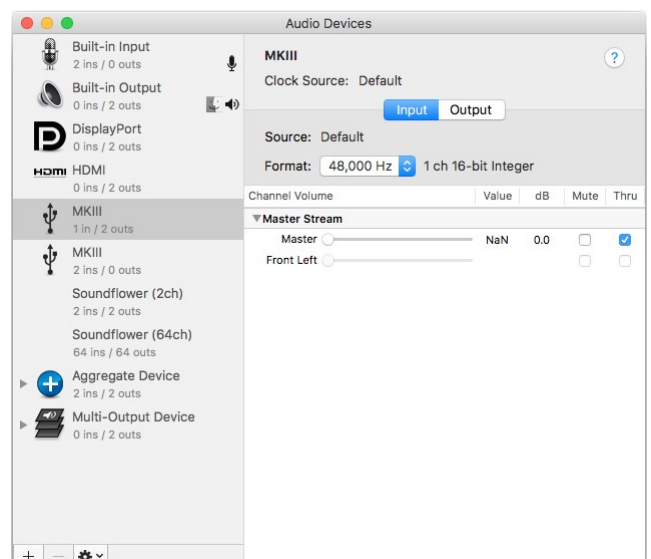 Audio Devices
Built-in Input
2 ins / 0 outs
Built-in Output
0 ins / 2 outs
DisplayPort
0 ins / 2 outs
HDMI
HDMI
0 ins / 2 outs
MKIII
1 in / 2 outs
MKIII
2 ins / 0 outs
Soundflower (2ch)
2 ins / 2 outs
Soundflower (64ch)
64 ins / 64 outs
Aggregate Device
2 ins / 2 outs
Multi-Output Device
0 ins / 2 outs
MKIII
?
Clock Source: Default
Input Output
Source: Default
Format: 48,000 Hz 1 ch 16-bit Integer
Channel Volume Value dB Mute Thru
Master Stream
Master NaN 0.0
Front Left